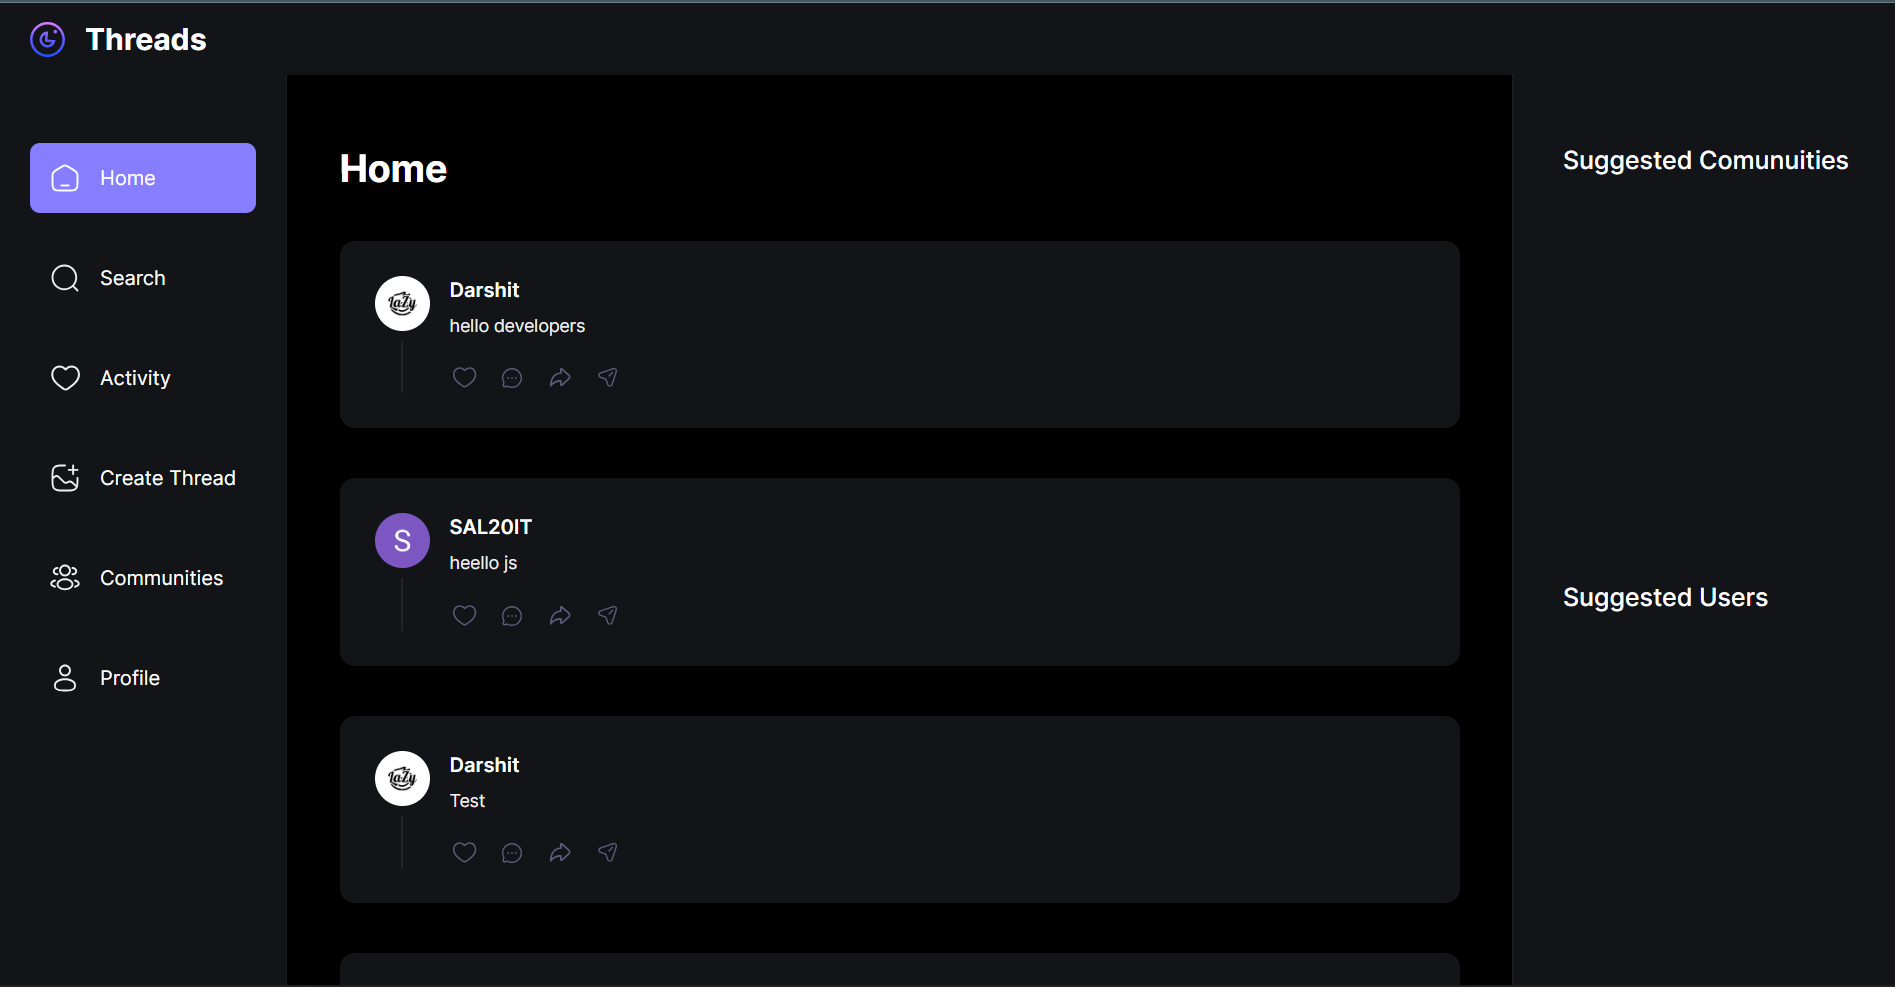 Threads
Home
Search
Activity
Create Thread
Communities
Profile
Home
LaZy
Darshit
hello developers
S
SAL20IT
heello js
LaZy
Darshit
Test
Suggested Comunuities
Suggested Users